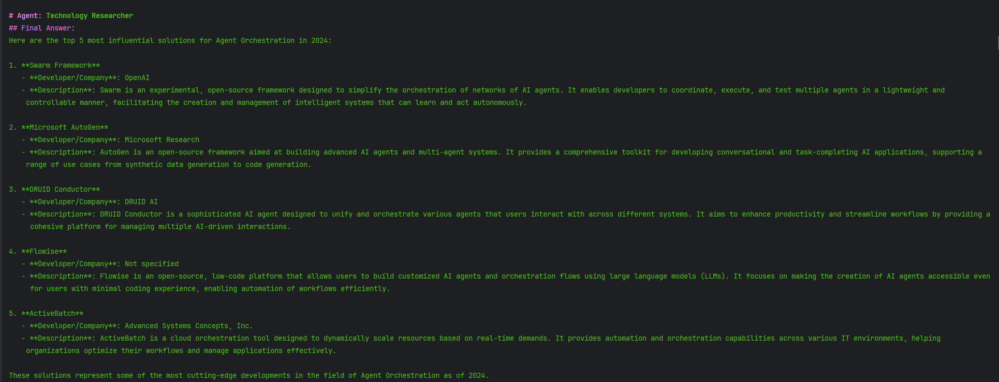 # Agent: Technology Researcher
## Final Answer:
Here are the top 5 most influential solutions for Agent Orchestration in 2024:
1. **Swarm Framework**
- **Developer/Company**: OpenAI
- **Description**: Swarm is an experimental, open-source framework designed to simplify the orchestration of networks of AI agents. It enables developers to coordinate, execute, and test multiple agents in a lightweight and
controllable manner, facilitating the creation and management of intelligent systems that can learn and act autonomously.
2. **Microsoft AutoGen**
- **Developer/Company**: Microsoft Research
- **Description**: AutoGen is an open-source framework aimed at building advanced AI agents and multi-agent systems. It provides a comprehensive toolkit for developing conversational and task-completing AI applications, supporting a
range of use cases from synthetic data generation to code generation.
3. **DRUID Conductor**
- **Developer/Company**: DRUID AI
- **Description**: DRUID Conductor is a sophisticated AI agent designed to unify and orchestrate various agents that users interact with across different systems. It aims to enhance productivity and streamline workflows by providing a
cohesive platform for managing multiple AI-driven interactions.
4. **Flowise**
- **Developer/Company**: Not specified
- **Description**: Flowise is an open-source, low-code platform that allows users to build customized AI agents and orchestration flows using large language models (LLMs). It focuses on making the creation of AI agents accessible even
for users with minimal coding experience, enabling automation of workflows efficiently.
5. **ActiveBatch**
- **Developer/Company**: Advanced Systems Concepts, Inc.
- **Description**: ActiveBatch is a cloud orchestration tool designed to dynamically scale resources based on real-time demands. It provides automation and orchestration capabilities across various IT environments, helping
organizations optimize their workflows and manage applications effectively.
These solutions represent some of the most cutting-edge developments in the field of Agent Orchestration as of 2024.